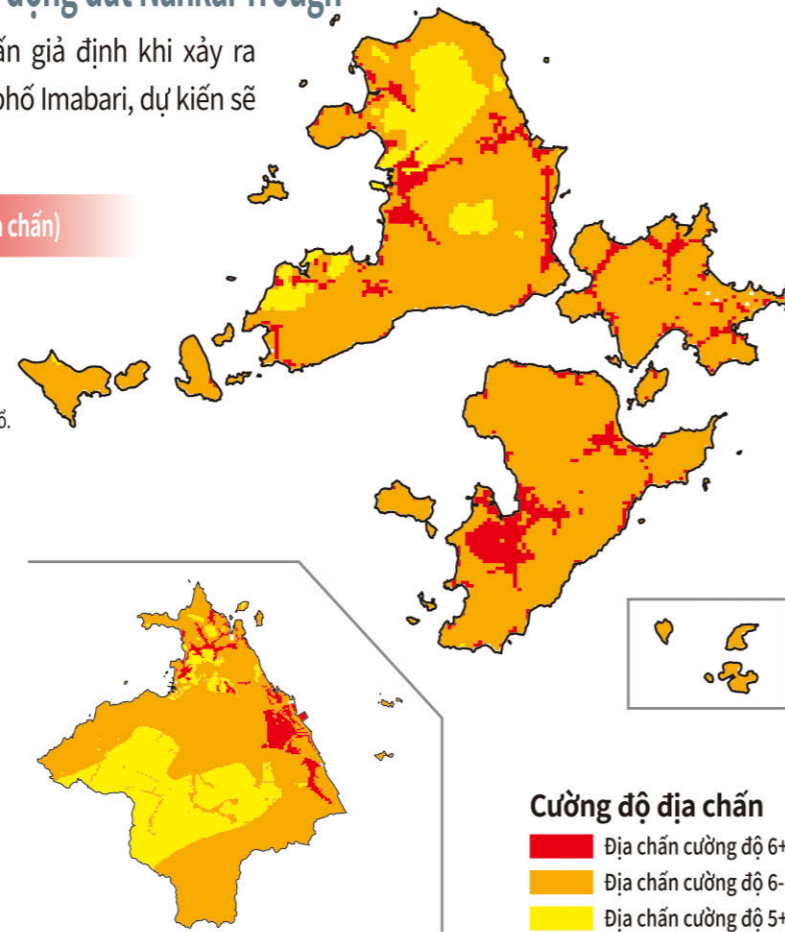 động đất Nankai Trough
ấn giả định khi xảy ra
phố Imabari, dự kiến sẽ
chấn)
ổ.
Cường độ địa chấn
Địa chấn cường độ 6+
Địa chấn cường độ 6-
Địa chấn cường độ 5+